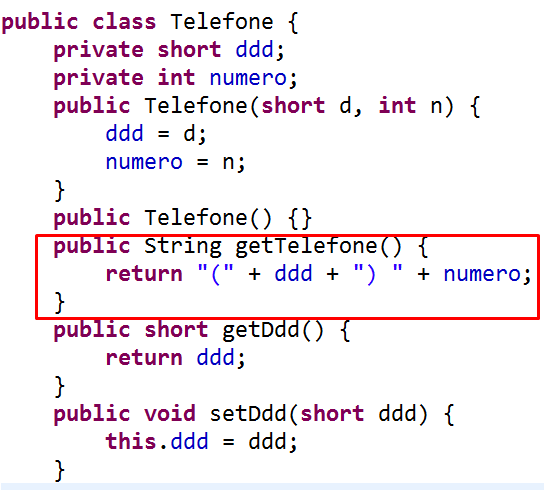 public class Telefone {
    private short ddd;
    private int numero;
    public Telefone(short d, int n) {
        ddd = d;
        numero = n;
    }
    public Telefone() {}
    public String getTelefone() {
        return "(" + ddd + ") " + numero;
    }
    public short getDdd() {
        return ddd;
    }
    public void setDdd(short ddd) {
        this.ddd = ddd;
    }